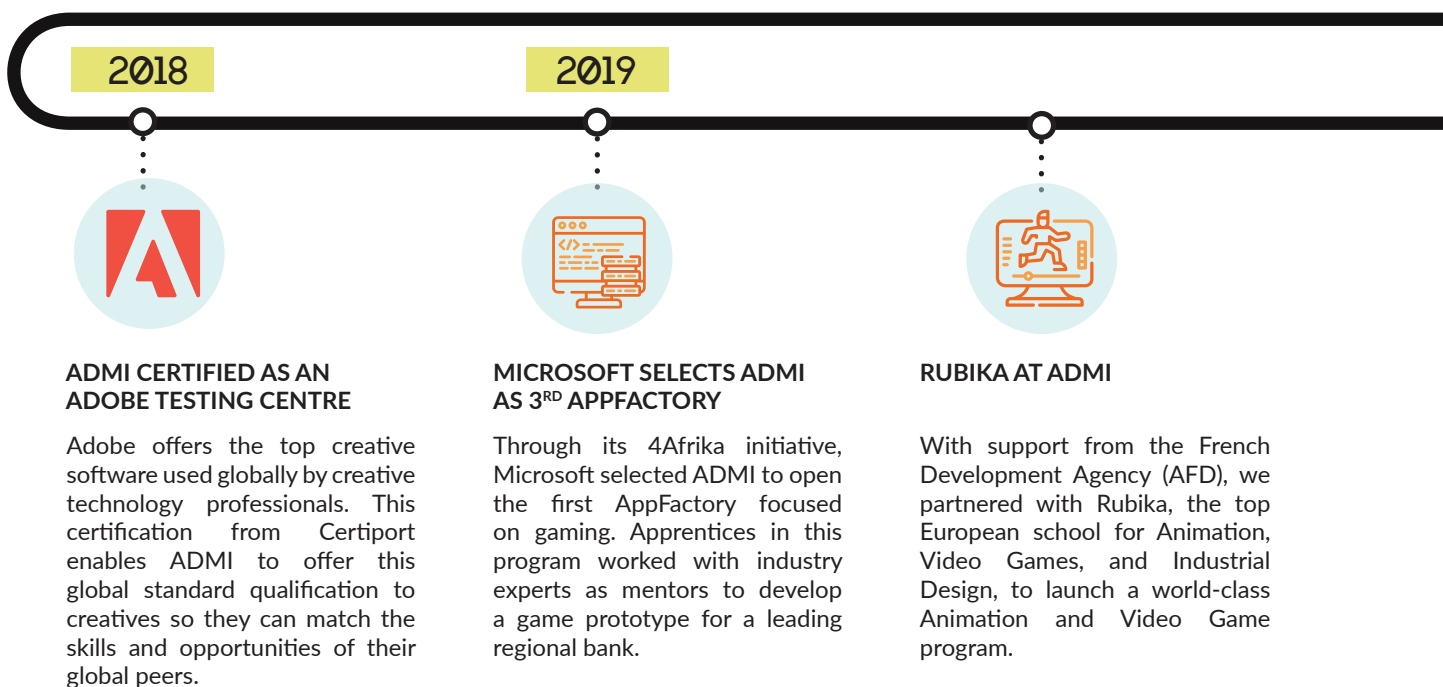 2018
2019
ADMI CERTIFIED AS AN
ADOBE TESTING CENTRE
Adobe offers the top creative
software used globally by creative
technology professionals. This
certification from Certiport
enables ADMI to offer this
global standard qualification to
creatives so they can match the
skills and opportunities of their
global peers.
MICROSOFT SELECTS ADMI
AS 3RD APPFACTORY
Through its 4Afrika initiative,
Microsoft selected ADMI to open
the first AppFactory focused
on gaming. Apprentices in this
program worked with industry
experts as mentors to develop
a game prototype for a leading
regional bank.
RUBIKA AT ADMI
With support from the French
Development Agency (AFD), we
partnered with Rubika, the top
European school for Animation,
Video Games, and Industrial
Design, to launch a world-class
Animation and Video Game
program.